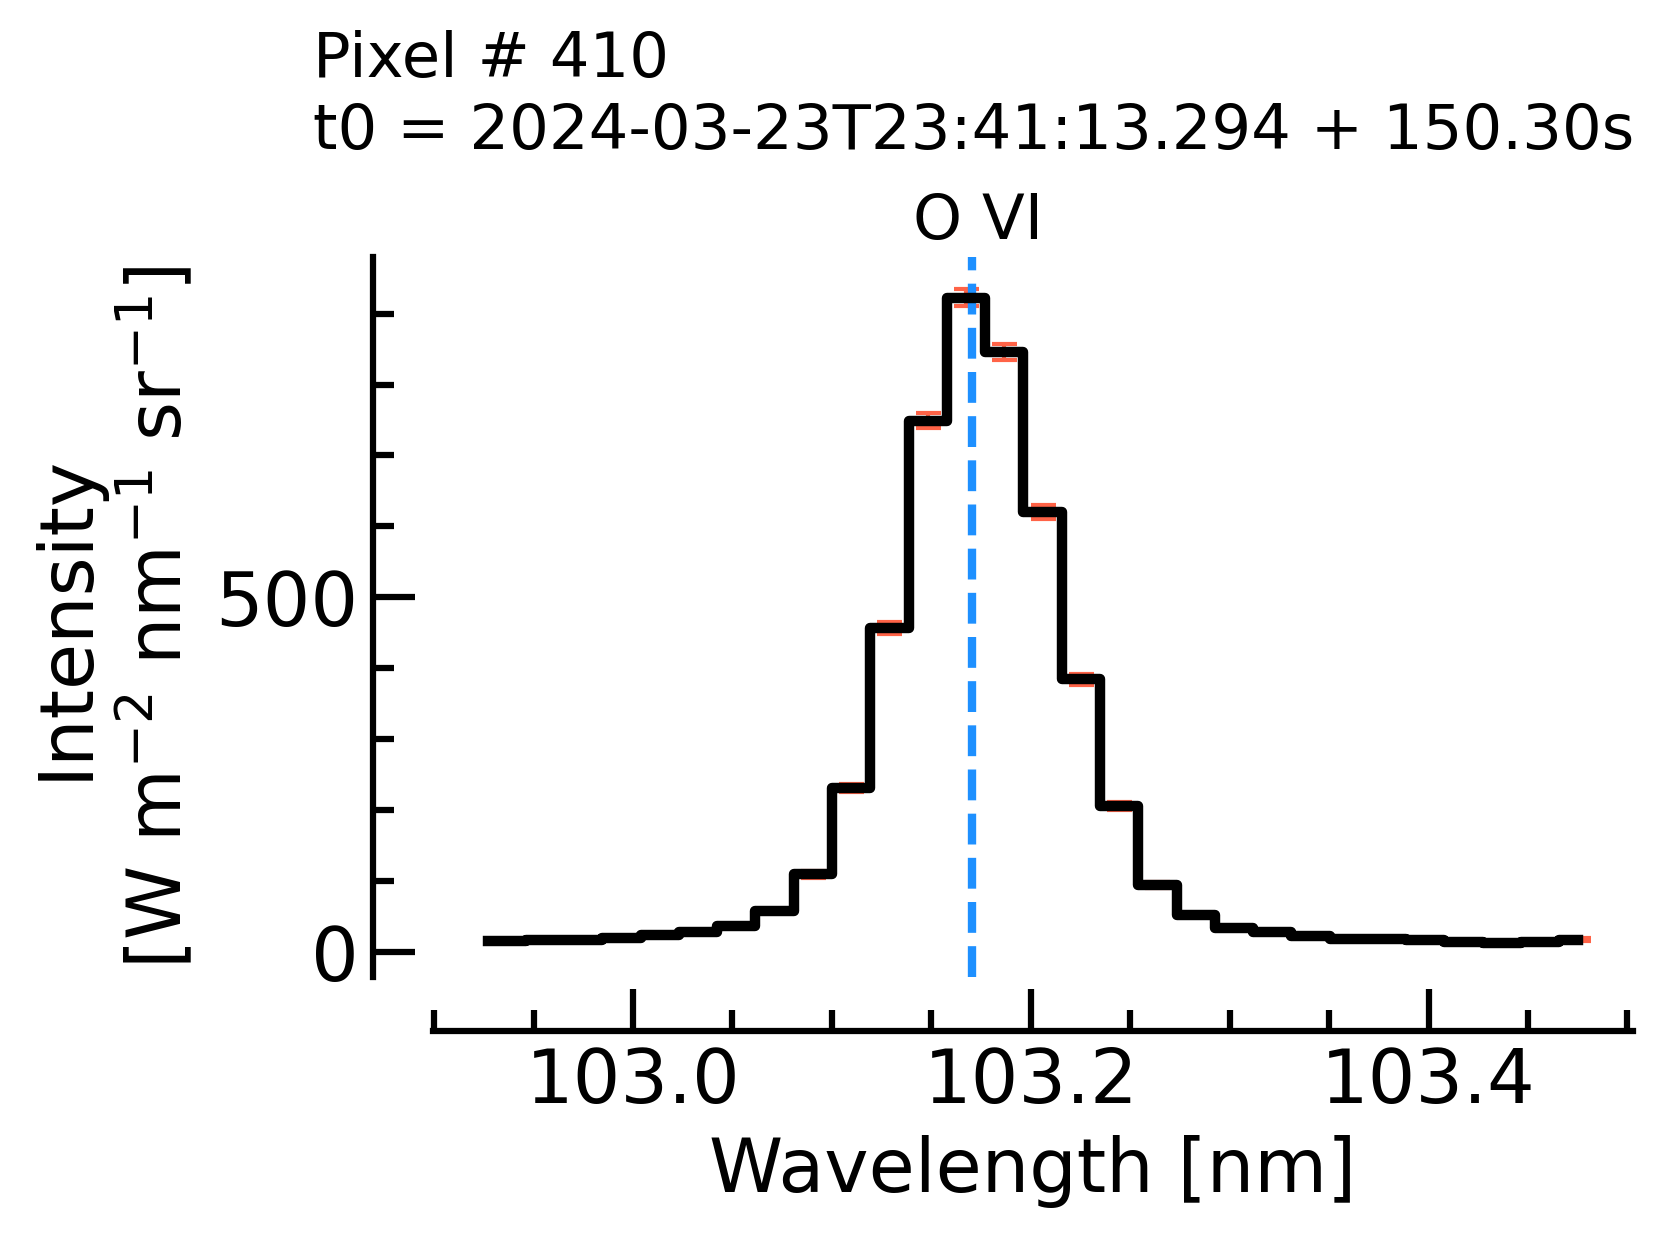 Pixel # 410
t0 = 2024-03-23T23:41:13.294 + 150.30s
O VI
Intensity
[W m⁻² nm⁻¹ sr⁻¹]
500
0
103.0 103.2 103.4
Wavelength [nm]